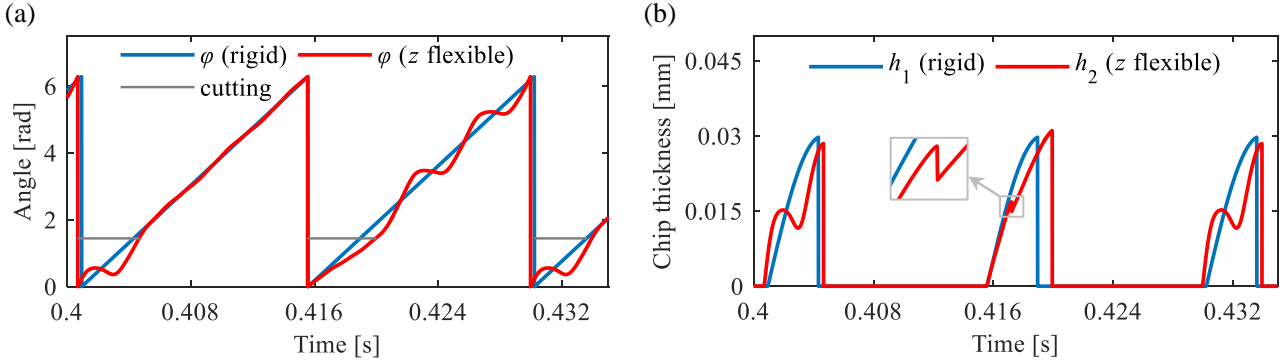 (a)
φ (rigid) φ (z flexible)
cutting
Angle [rad]
6
4
2
0
0.4 0.408 0.416 0.424 0.432
Time [s]
(b)
h1 (rigid) h2 (z flexible)
Chip thickness [mm]
0.045
0.03
0.015
0
0.4 0.408 0.416 0.424 0.432
Time [s]